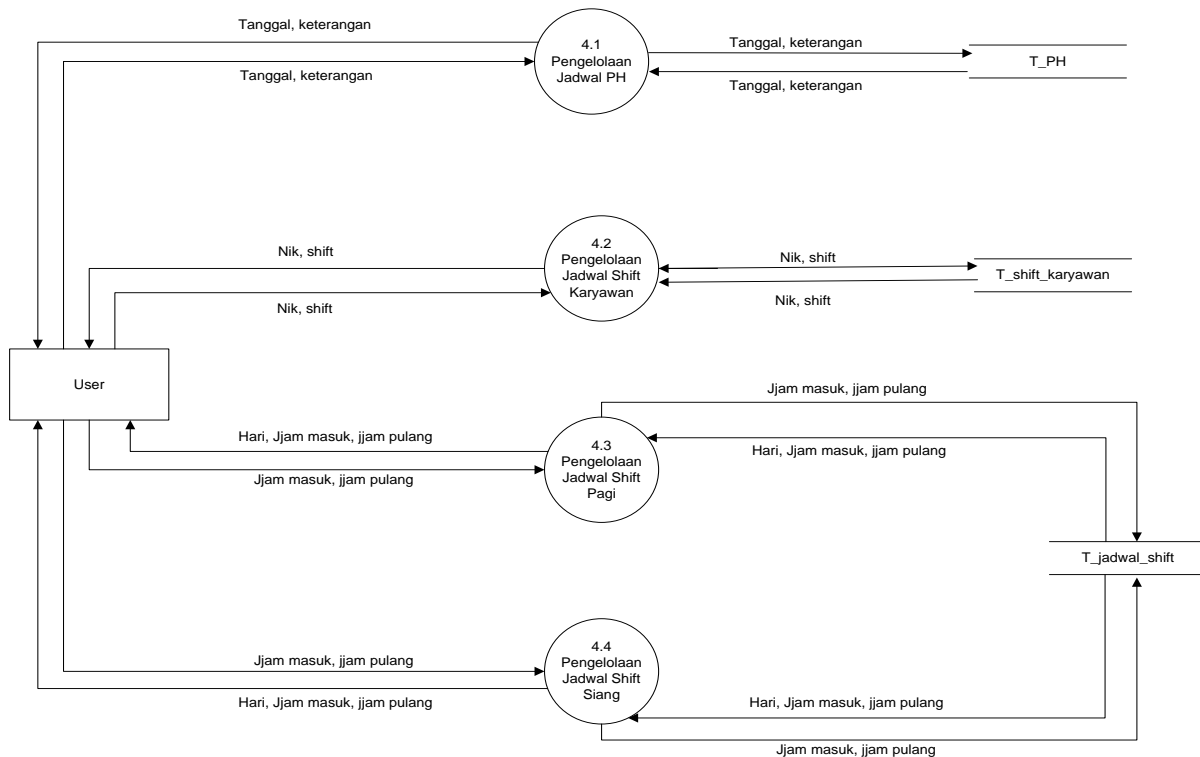 Tanggal, keterangan
4.1
Pengelolaan
Jadwal PH
Tanggal, keterangan
T_PH
Tanggal, keterangan
Tanggal, keterangan
4.2
Pengelolaan
Jadwal Shift
Karyawan
Nik, shift
Nik, shift
T_shift_karyawan
Nik, shift
Nik, shift
User
Jjam masuk, jjam pulang
Hari, Jjam masuk, jjam pulang
4.3
Pengelolaan
Jadwal Shift
Pagi
Hari, Jjam masuk, jjam pulang
Jjam masuk, jjam pulang
T_jadwal_shift
4.4
Pengelolaan
Jadwal Shift
Siang
Jjam masuk, jjam pulang
Hari, Jjam masuk, jjam pulang
Hari, Jjam masuk, jjam pulang
Jjam masuk, jjam pulang